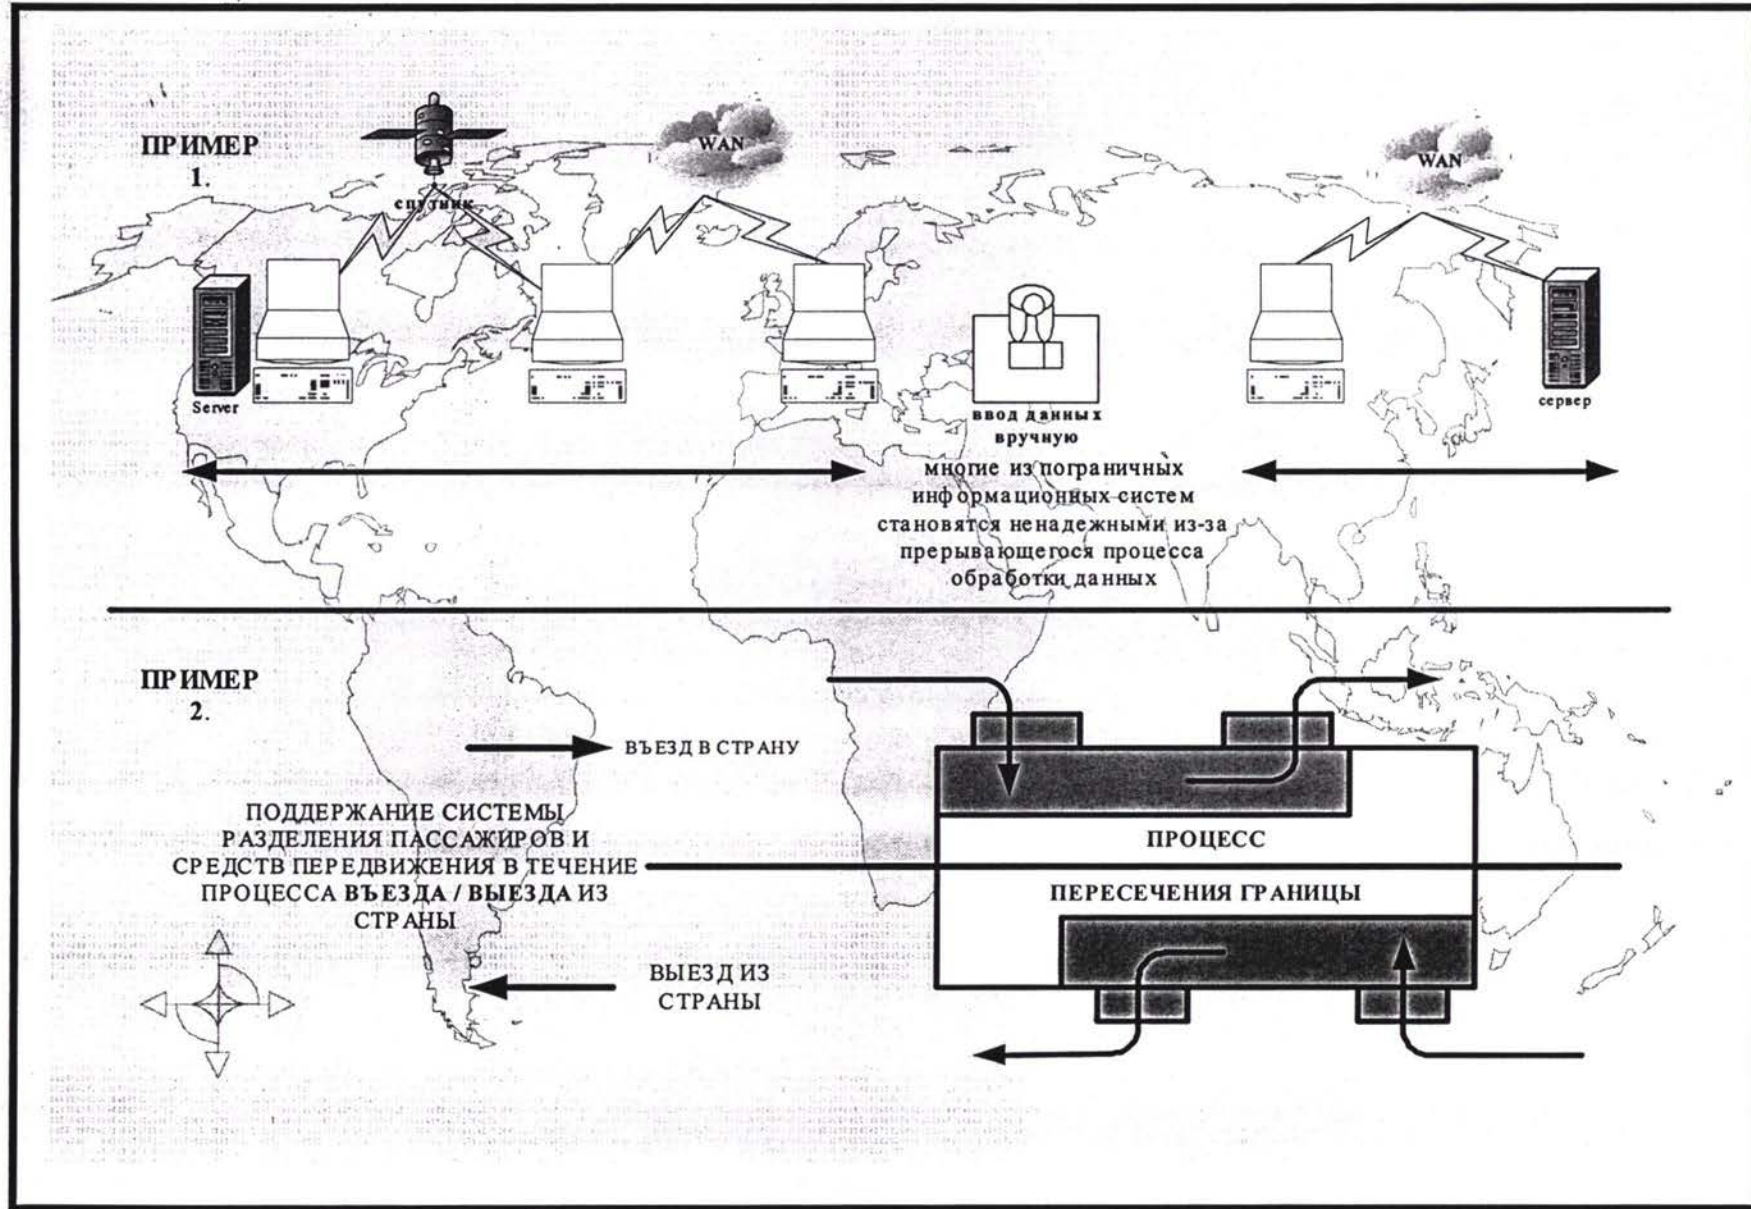 ПРИМЕР
1.
спутник
WAN
WAN
Server
ввод данных
вручную
сервер
многие из пограничных
информационных систем
становятся ненадежными из-за
прерывающегося процесса
обработки данных
ПРИМЕР
2.
ВЪЕЗД В СТРАНУ
ПОДДЕРЖАНИЕ СИСТЕМЫ
РАЗДЕЛЕНИЯ ПАССАЖИРОВ И
СРЕДСТВ ПЕРЕДВИЖЕНИЯ В ТЕЧЕНИЕ
ПРОЦЕССА ВЪЕЗДА / ВЫЕЗДА ИЗ
СТРАНЫ
ВЫЕЗД ИЗ
СТРАНЫ
ПРОЦЕСС
ПЕРЕСЕЧЕНИЯ ГРАНИЦЫ